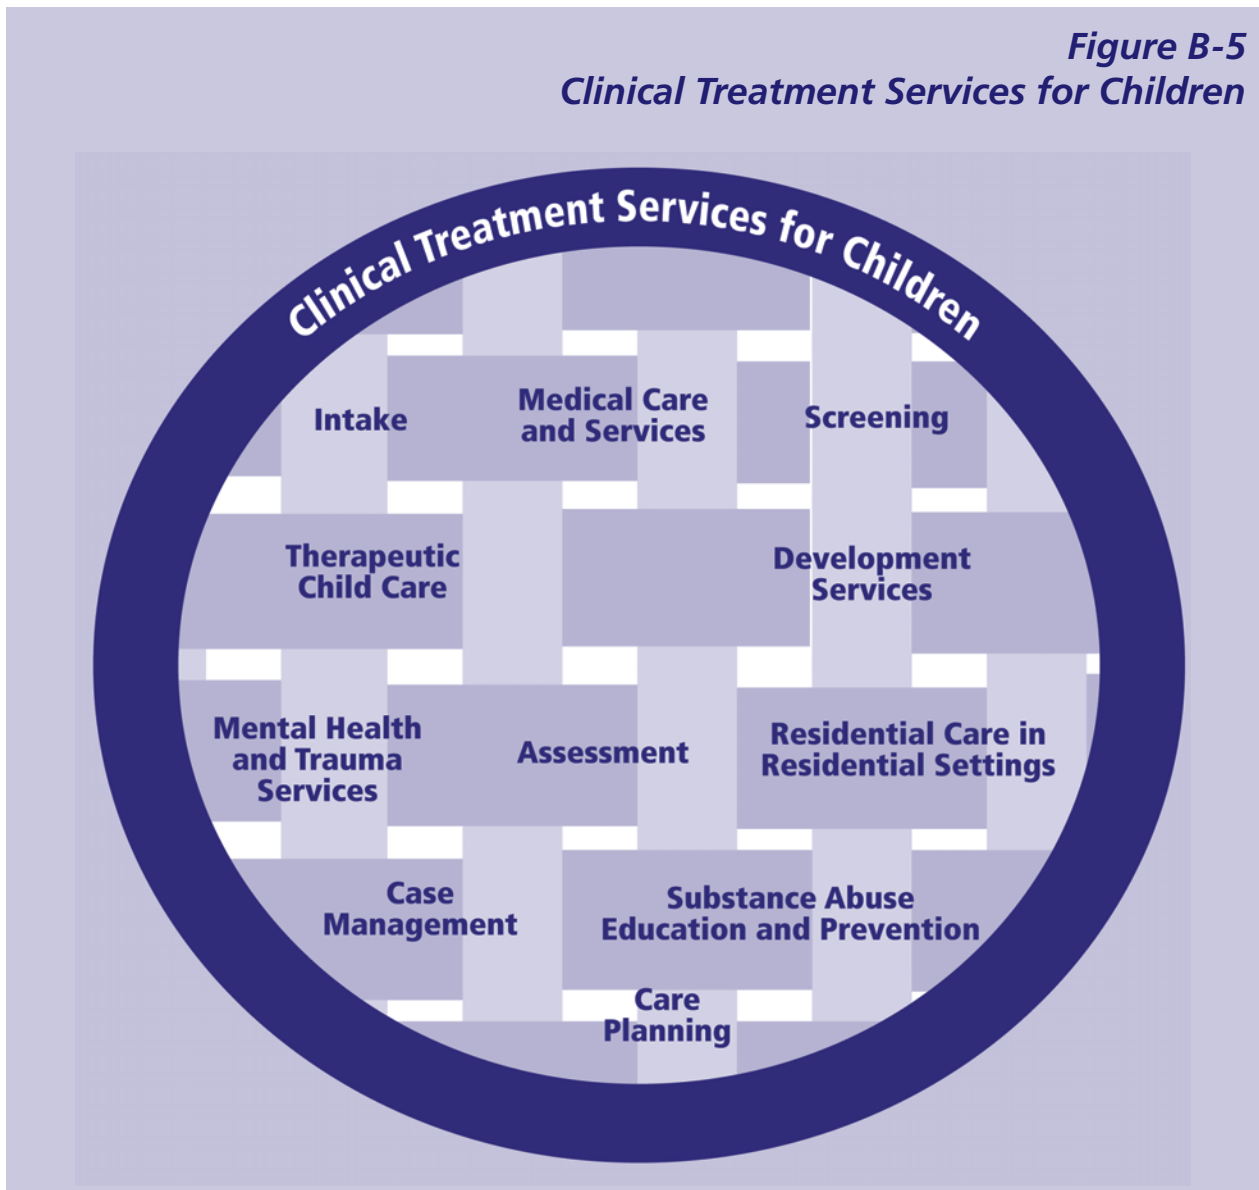 Figure B-5
Clinical Treatment Services for Children
Clinical Treatment Services for Children
Intake
Medical Care
and Services
Screening
Therapeutic
Child Care
Development
Services
Mental Health
and Trauma
Services
Assessment
Residential Care in
Residential Settings
Case
Management
Substance Abuse
Education and Prevention
Care
Planning